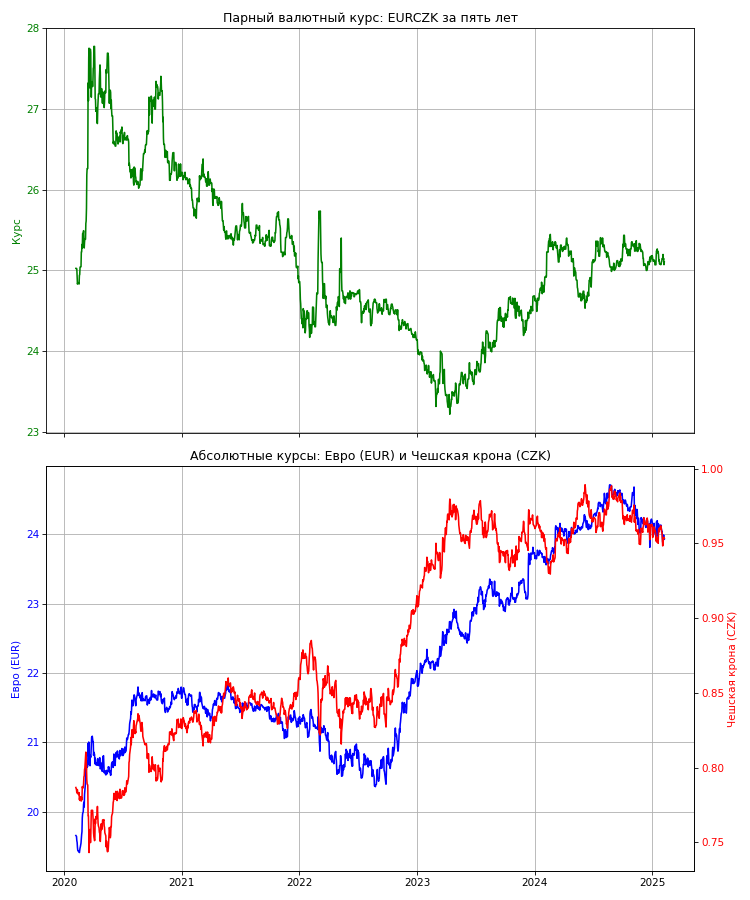 Парный валютный курс: EURCZK за пять лет
28
27
26
25
24
23
Курс
Абсолютные курсы: Евро (EUR) и Чешская крона (CZK)
24
23
22
21
20
Евро (EUR)
1.00
0.95
0.90
0.85
0.80
0.75
Чешская крона (CZK)
2020 2021 2022 2023 2024 2025